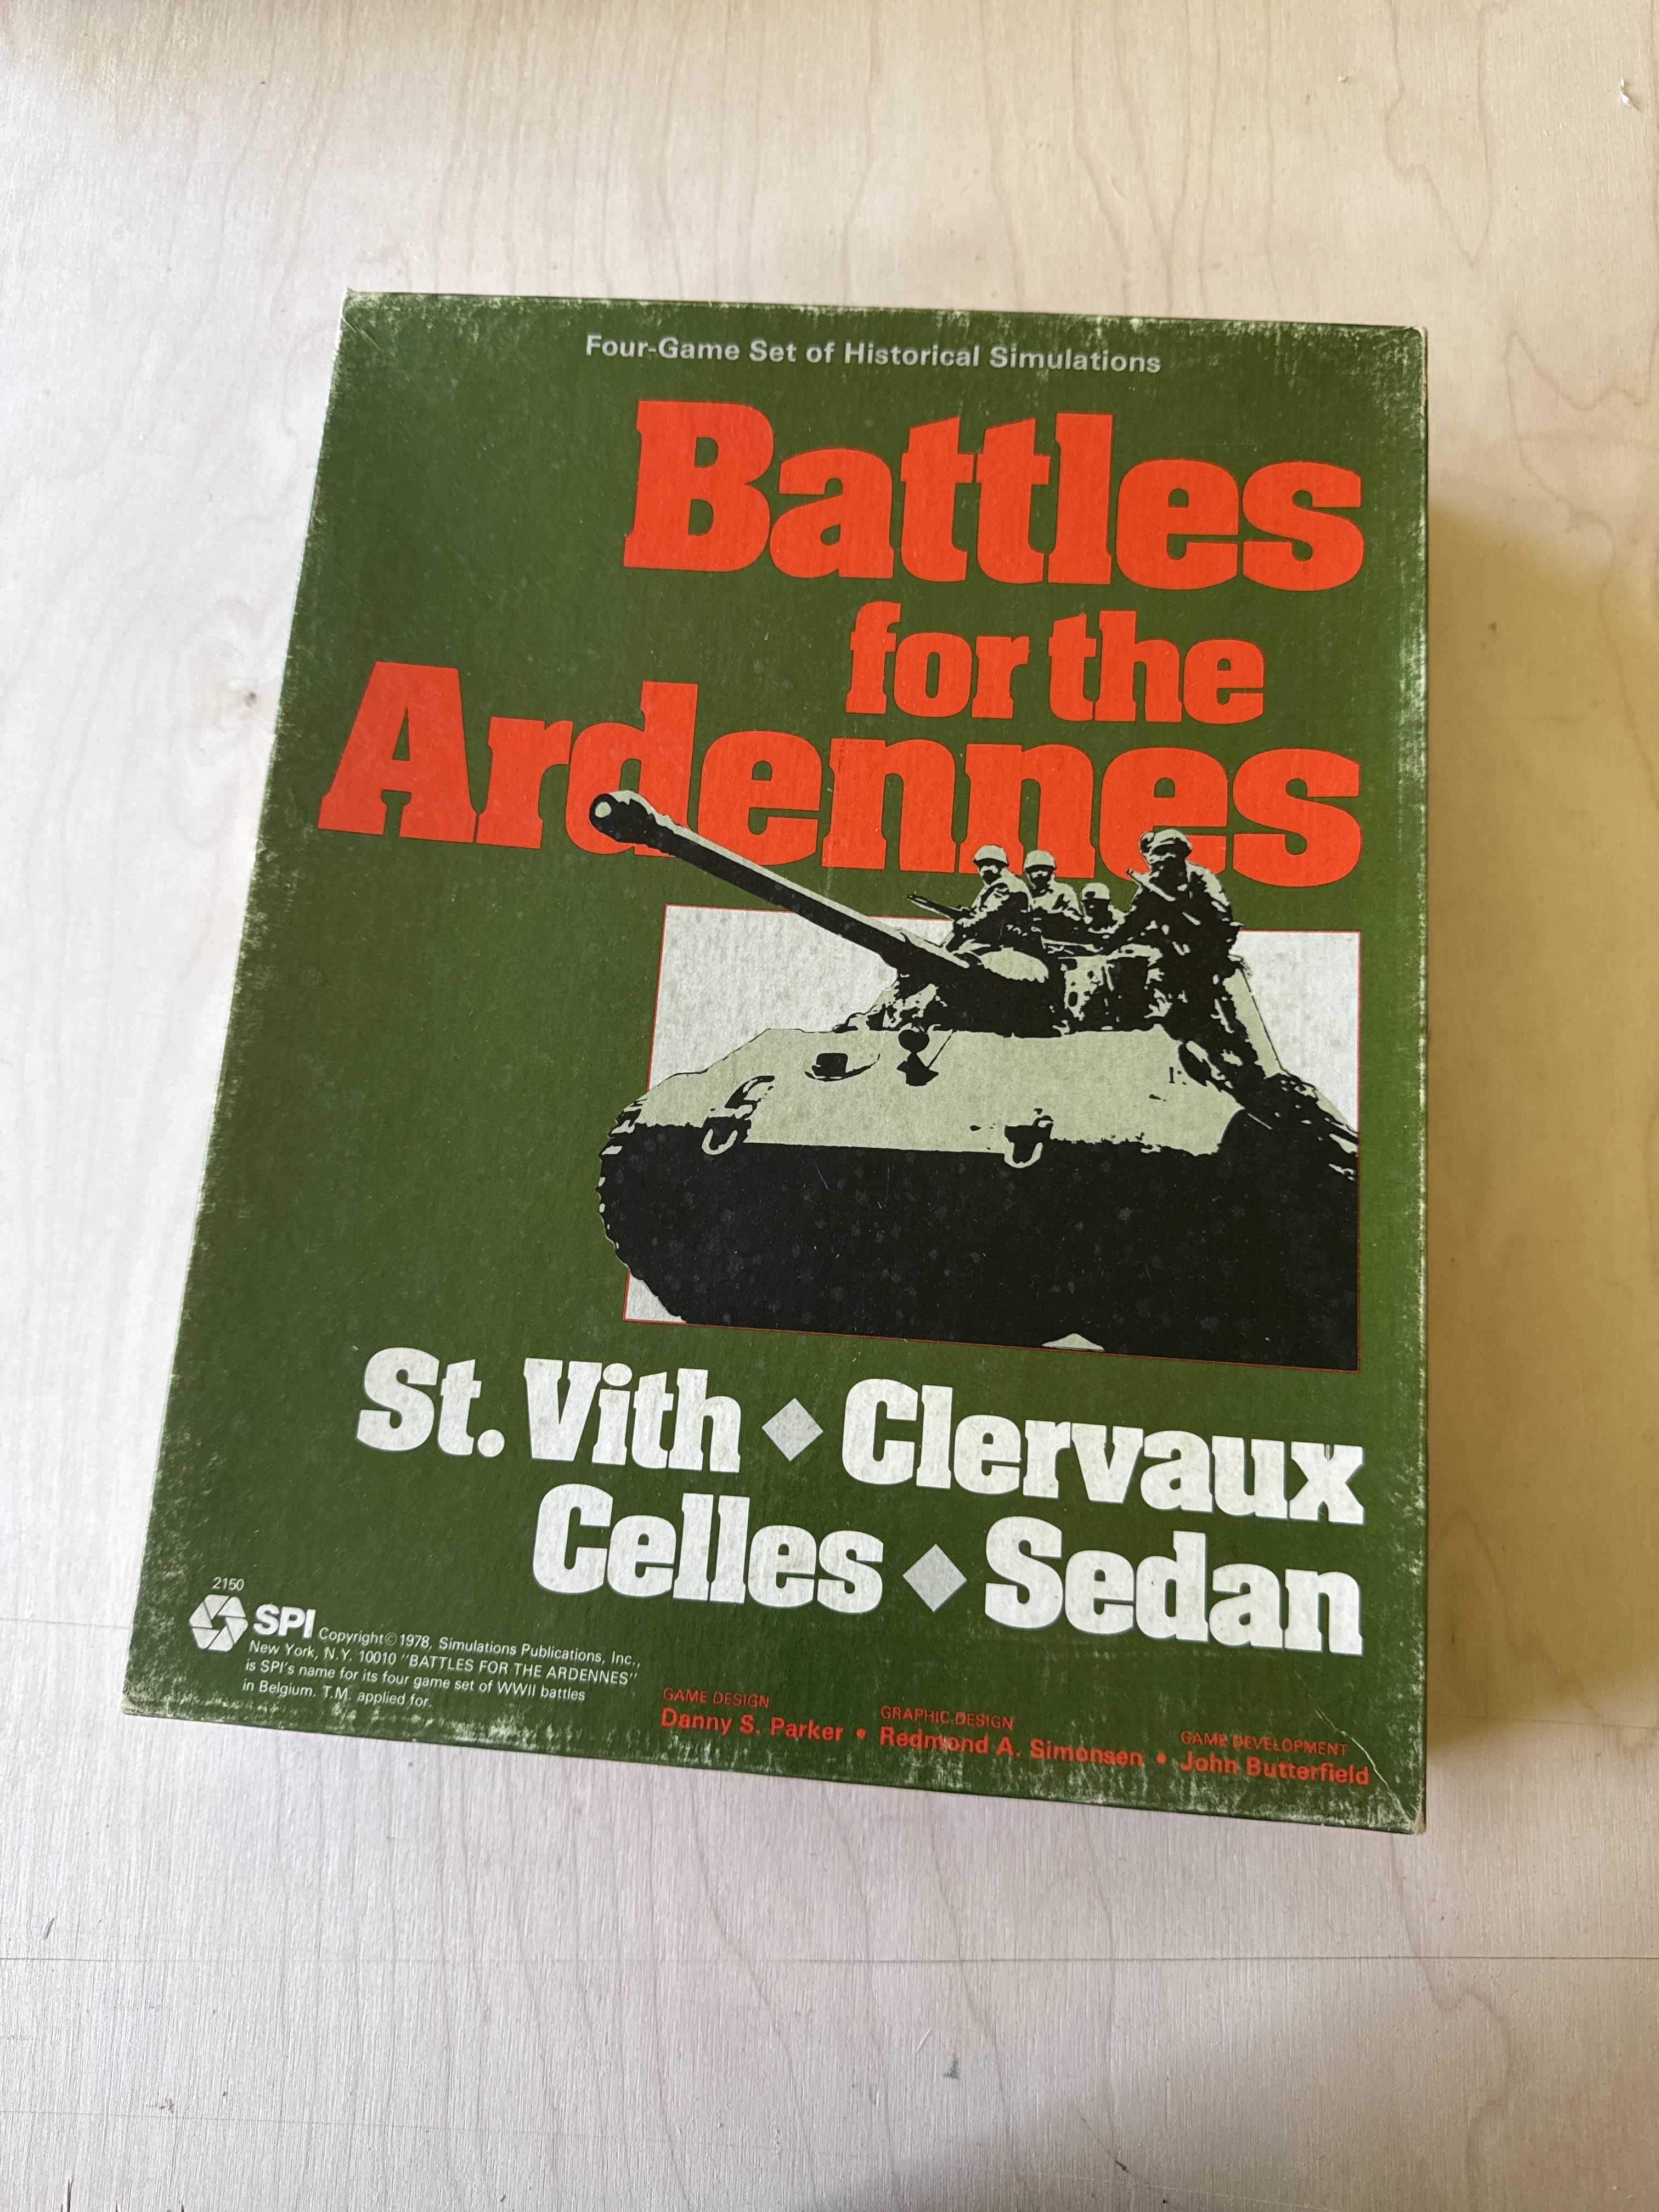 Four-Game Set of Historical Simulations
Battles
for the
Ardennes
St. Vith ◆ Clervaux
Celles ◆ Sedan
2150
SPI Copyright © 1978, Simulations Publications, Inc.,
New York, N.Y. 10010 "BATTLES FOR THE ARDENNES"
is SPI's name for its four game set of WWII battles
in Belgium. T.M. applied for.
GAME DESIGN
Danny S. Parker •
GRAPHIC DESIGN
Redmond A. Simonsen •
GAME DEVELOPMENT
John Butterfield